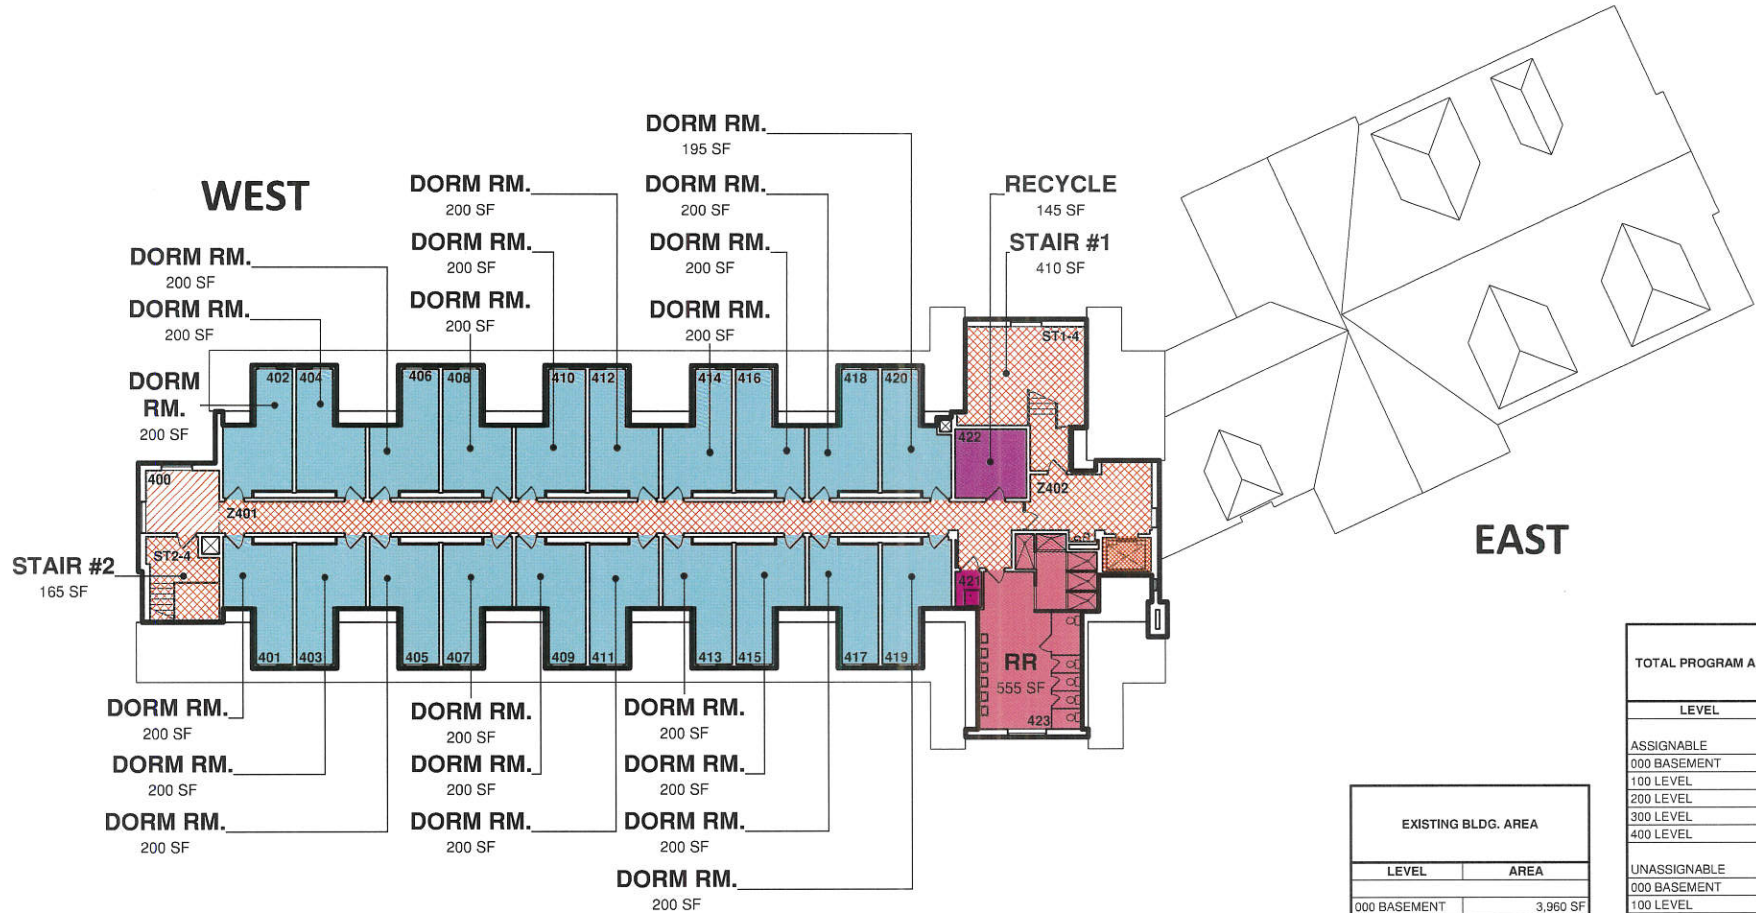 DORM RM.
195 SF
WEST
DORM RM.
200 SF
DORM RM.
200 SF
RECYCLE
145 SF
DORM RM.
200 SF
DORM RM.
200 SF
DORM RM.
200 SF
STAIR #1
410 SF
DORM RM.
200 SF
DORM RM.
200 SF
DORM RM.
200 SF
DORM
RM.
200 SF
402 404 406 408 410 412 414 416 418 420
ST1-4
422
400
Z401
Z402
EAST
ST2-4
STAIR #2
165 SF
421
401 403 405 407 409 411 413 415 417 419
RR
555 SF
423
DORM RM.
200 SF
DORM RM.
200 SF
DORM RM.
200 SF
DORM RM.
200 SF
DORM RM.
200 SF
DORM RM.
200 SF
DORM RM.
200 SF
DORM RM.
200 SF
DORM RM.
200 SF
DORM RM.
200 SF
EXISTING BLDG. AREA
LEVEL AREA
000 BASEMENT 3,960 SF
TOTAL PROGRAM A
LEVEL
ASSIGNABLE
000 BASEMENT
100 LEVEL
200 LEVEL
300 LEVEL
400 LEVEL
UNASSIGNABLE
000 BASEMENT
100 LEVEL